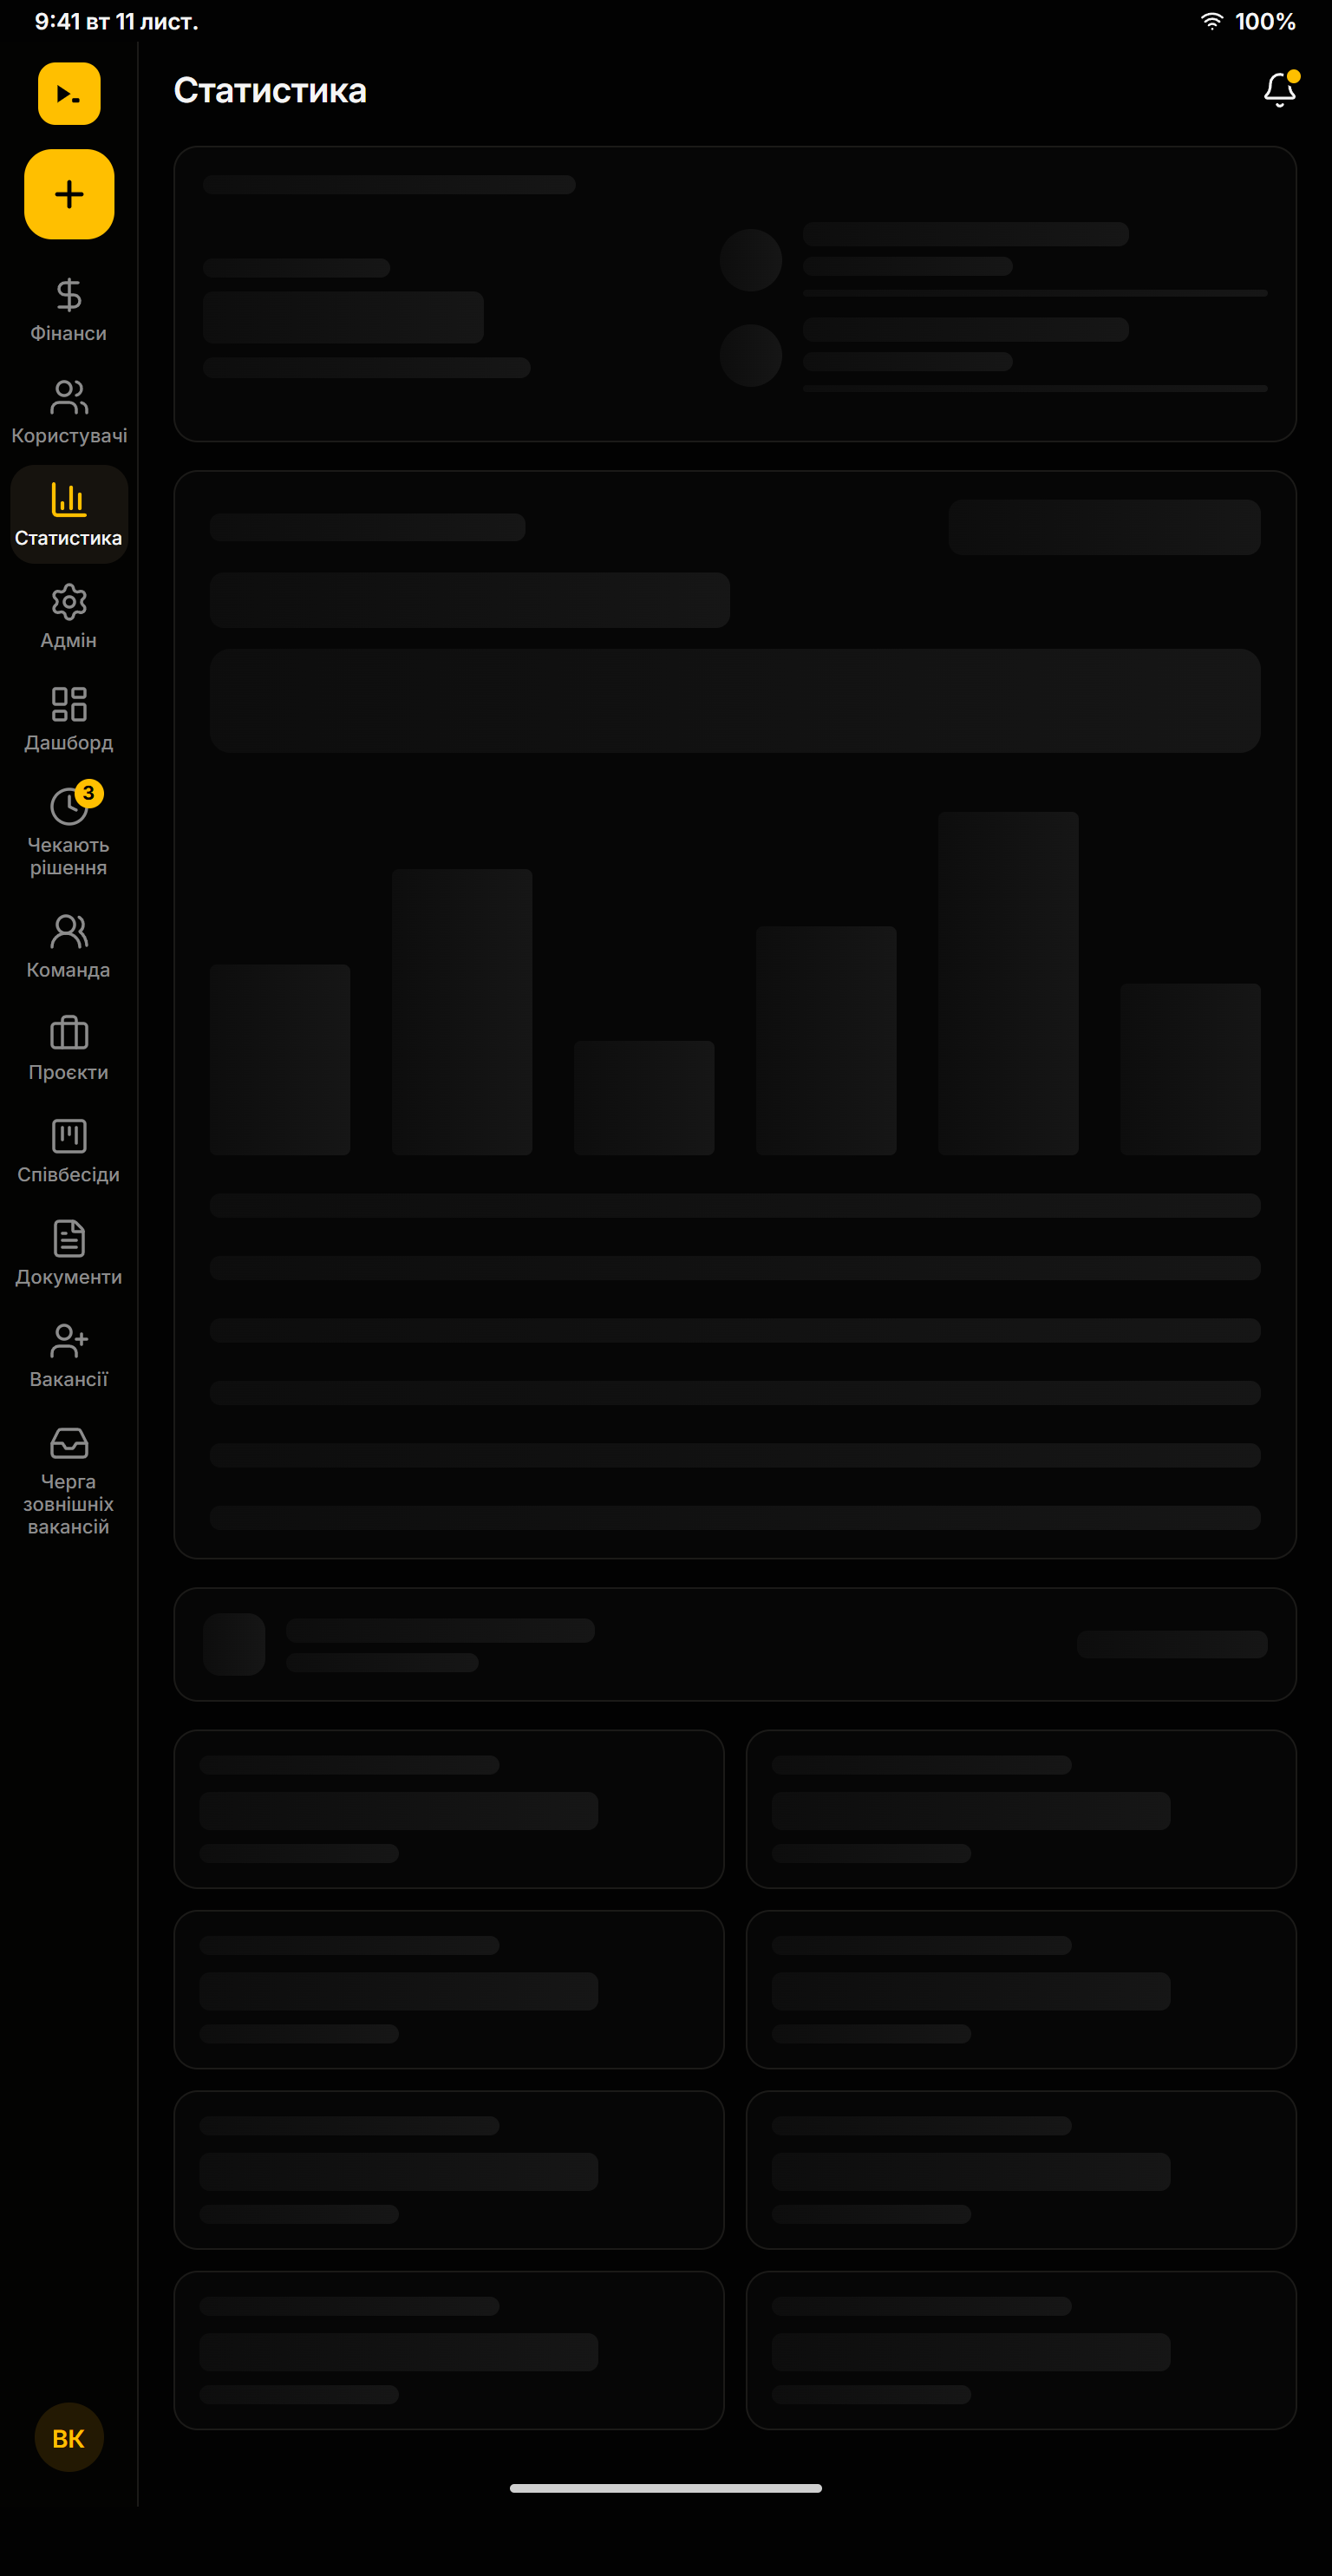 9:41 вт 11 лист.
100%
Статистика
Фінанси
Користувачі
Статистика
Адмін
Дашборд
3
Чекають
рішення
Команда
Проєкти
Співбесіди
Документи
Вакансії
Черга
зовнішніх
вакансій
ВК